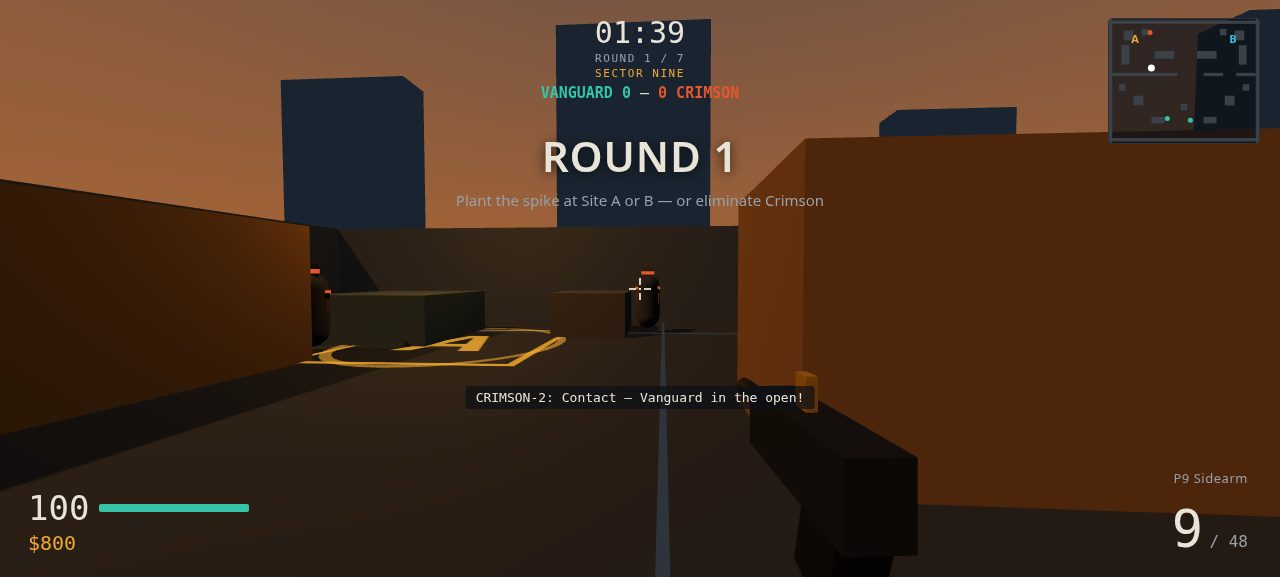 01:39
ROUND 1 / 7
SECTOR NINE
VANGUARD 0 — 0 CRIMSON
A B
ROUND 1
Plant the spike at Site A or B — or eliminate Crimson
A
CRIMSON-2: Contact — Vanguard in the open!
100
$800
P9 Sidearm
9 / 48